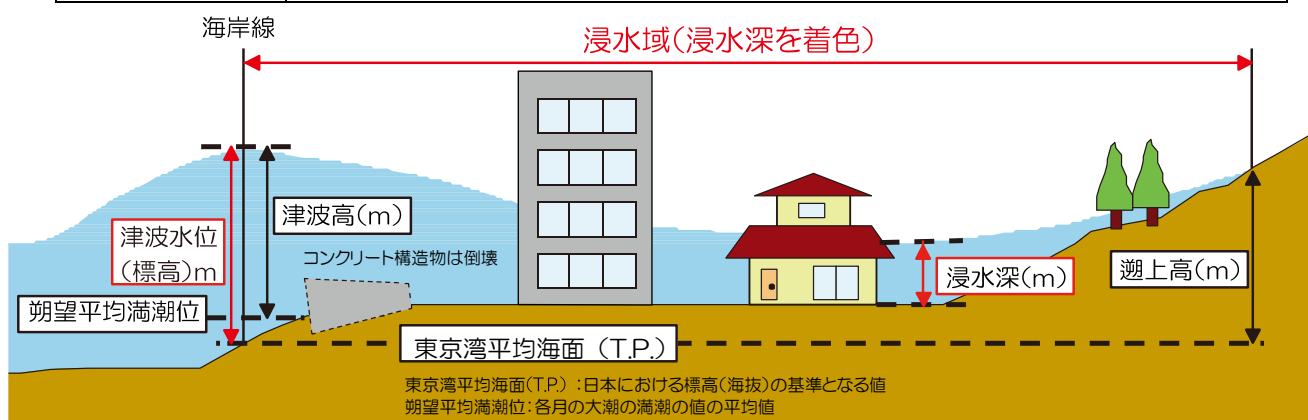 海岸線
浸水域(浸水深を着色)
津波高(m)
津波水位
(標高)m
コンクリート構造物は倒壊
浸水深(m)
遡上高(m)
朔望平均満潮位
東京湾平均海面 (T.P.)
東京湾平均海面(T.P.) :日本における標高(海抜)の基準となる値
朔望平均満潮位:各月の大潮の満潮の値の平均値